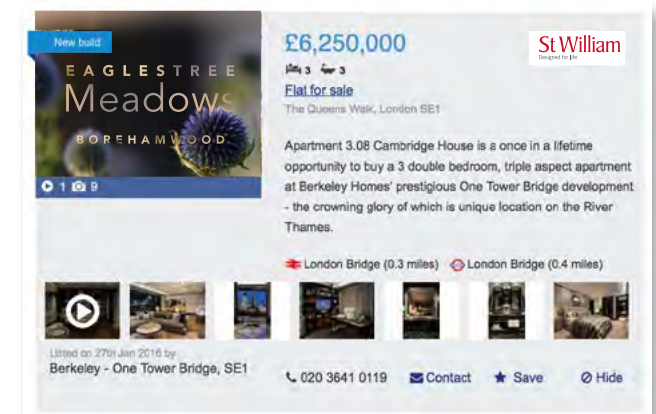 New build
EAGLESTREE
Meadows
BOREHAMWOOD
1 9
£6,250,000
3 3
Flat for sale
The Queens Walk, London SE1
St William
Designed for life
Apartment 3.08 Cambridge House is a once in a lifetime
opportunity to buy a 3 double bedroom, triple aspect apartment
at Berkeley Homes' prestigious One Tower Bridge development
- the crowning glory of which is unique location on the River
Thames.
London Bridge (0.3 miles) London Bridge (0.4 miles)
Listed on 27th Jan 2016 by
Berkeley - One Tower Bridge, SE1
020 3641 0119 Contact Save Hide